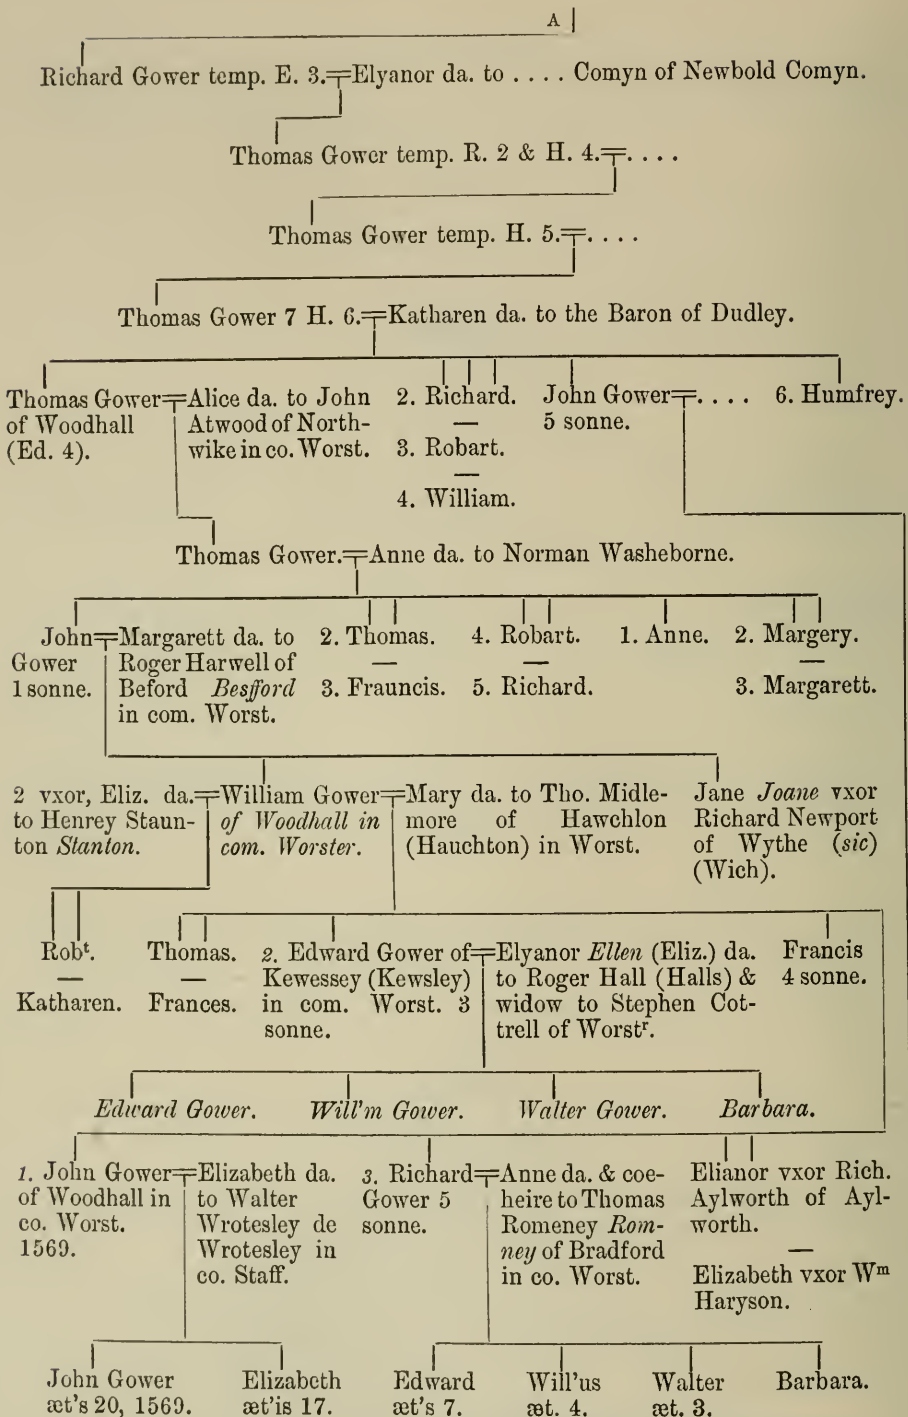 A
Richard Gower temp. E. 3.=Elyanor da. to . . . . Comyn of Newbold Comyn.
Thomas Gower temp. R. 2 & H. 4.=. . . .
Thomas Gower temp. H. 5.=. . . .
Thomas Gower 7 H. 6.=Katharen da. to the Baron of Dudley.
Thomas Gower=
of Woodhall
(Ed. 4).
Alice da. to John
Atwood of North-
wike in co. Worst.
2. Richard.
—
3. Robart.
—
4. William.
John Gower=. . . .
5 sonne.
6. Humfrey.
Thomas Gower.=Anne da. to Norman Washeborne.
John=
Gower
1 sonne.
Margarett da. to
Roger Harwell of
Beford Besfford
in com. Worst.
2. Thomas.
—
3. Frauncis.
4. Robart.
—
5. Richard.
1. Anne.
2. Margery.
—
3. Margarett.
2 vxor, Eliz. da.=
to Henrey Staun-
ton Stanton.
William Gower=
of Woodhall in
com. Worster.
Mary da. to Tho. Midle-
more of Hawchlon
(Hauchton) in Worst.
Jane Joane vxor
Richard Newport
of Wythe (sic)
(Wich).
Robt.
—
Katharen.
Thomas.
—
Frances.
2. Edward Gower of=
Kewessey (Kewsley)
in com. Worst. 3
sonne.
Elyanor Ellen (Eliz.) da.
to Roger Hall (Halls) &
widow to Stephen Cot-
trell of Worstr.
Francis
4 sonne.
Edward Gower.
Will'm Gower.
Walter Gower.
Barbara.
1. John Gower=
of Woodhall in
co. Worst.
1569.
Elizabeth da.
to Walter
Wrotesley de
Wrotesley in
co. Staff.
3. Richard=
Gower 5
sonne.
Anne da. & coe-
heire to Thomas
Romeney Rom-
ney of Bradford
in co. Worst.
Elianor vxor Rich.
Aylworth of Ayl-
worth.
—
Elizabeth vxor Wm
Haryson.
John Gower
æt's 20, 1569.
Elizabeth
æt'is 17.
Edward
æt's 7.
Will'us
æt. 4.
Walter
æt. 3.
Barbara.